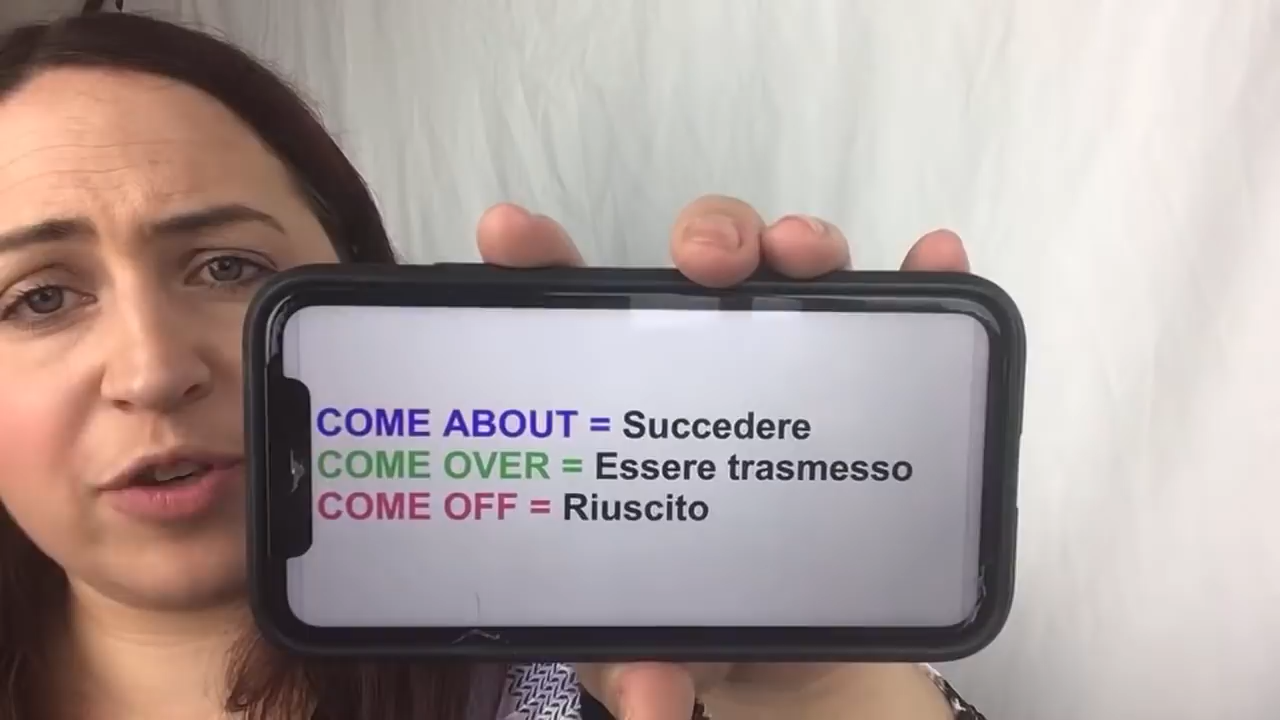 COME ABOUT = Succedere
COME OVER = Essere trasmesso
COME OFF = Riuscito